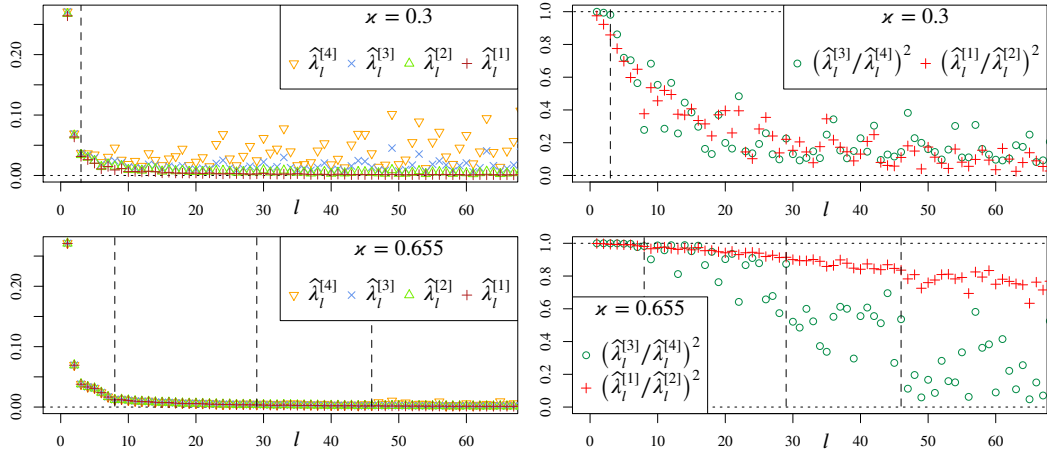 ϰ = 0.3
λ̂_l^[4] λ̂_l^[3] λ̂_l^[2] λ̂_l^[1]
0.00 0.10 0.20
0 10 20 30 40 50 60
l
ϰ = 0.3
(λ̂_l^[3]/λ̂_l^[4])² (λ̂_l^[1]/λ̂_l^[2])²
0.0 0.2 0.4 0.6 0.8 1.0
0 10 20 30 40 50 60
l
ϰ = 0.655
λ̂_l^[4] λ̂_l^[3] λ̂_l^[2] λ̂_l^[1]
0.00 0.10 0.20
0 10 20 30 40 50 60
l
ϰ = 0.655
(λ̂_l^[3]/λ̂_l^[4])²
(λ̂_l^[1]/λ̂_l^[2])²
0.0 0.2 0.4 0.6 0.8 1.0
0 10 20 30 40 50 60
l